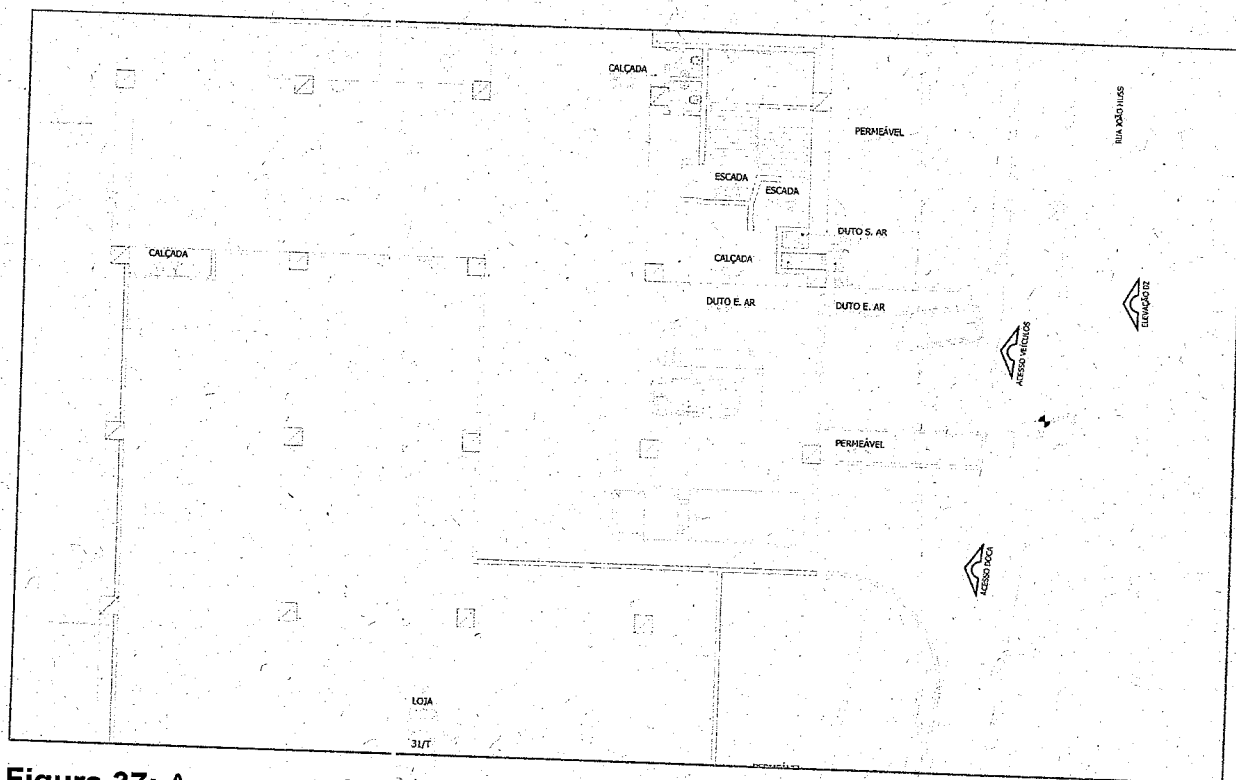 CALÇADA
RUA JOÃO HUSS
PERMEÁVEL
ESCADA
ESCADA
DUTO S. AR
CALÇADA
CALÇADA
DUTO E. AR
DUTO E. AR
ELEVAÇÃO 02
ACESSO VEÍCULOS
PERMEÁVEL
ACESSO DOCA
LOJA
31/T
Figura 37: A